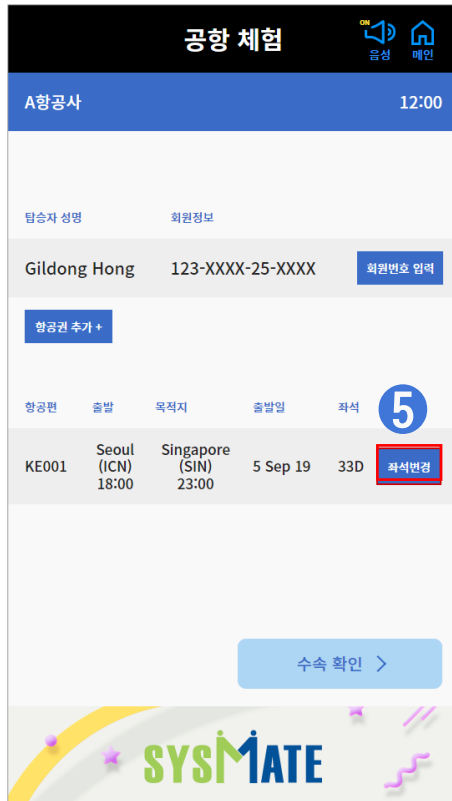 공항 체험
ON
음성
메인
A항공사 12:00
탑승자 성명 회원정보
Gildong Hong 123-XXXX-25-XXXX 회원번호 입력
항공권 추가 +
항공편 출발 목적지 출발일 좌석 5
Seoul Singapore
KE001 (ICN) (SIN) 5 Sep 19 33D 좌석변경
18:00 23:00
수속 확인 >
SYSMATE